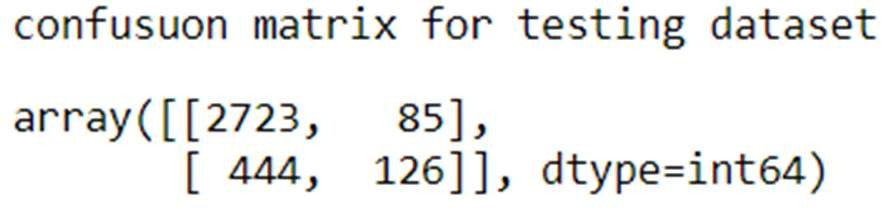 confusuon matrix for testing dataset
array([[2723,   85],
       [ 444,  126]], dtype=int64)